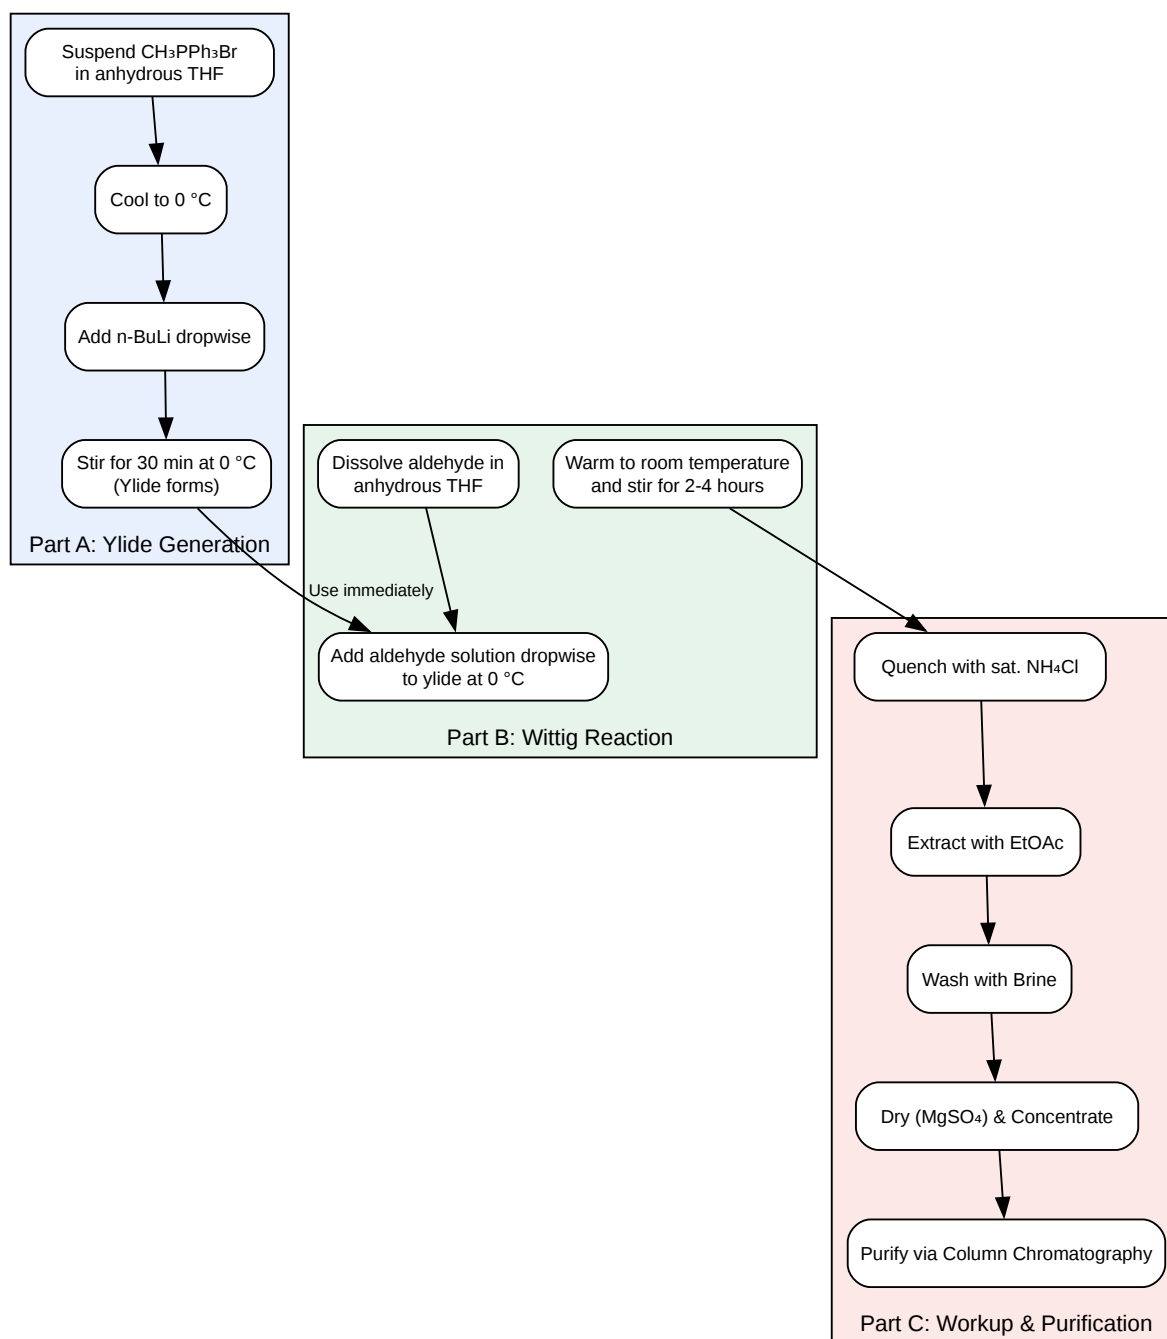 Suspend CH₃PPh₃Br
in anhydrous THF
Cool to 0 °C
Add n-BuLi dropwise
Stir for 30 min at 0 °C
(Ylide forms)
Part A: Ylide Generation
Dissolve aldehyde in
anhydrous THF
Warm to room temperature
and stir for 2-4 hours
Use immediately
Add aldehyde solution dropwise
to ylide at 0 °C
Part B: Wittig Reaction
Quench with sat. NH₄Cl
Extract with EtOAc
Wash with Brine
Dry (MgSO₄) & Concentrate
Purify via Column Chromatography
Part C: Workup & Purification